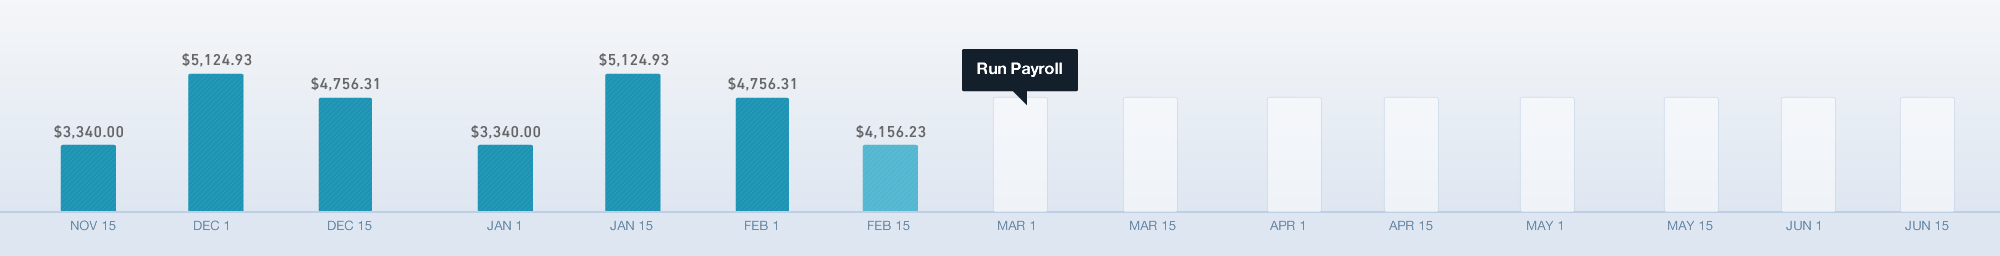 $3,340.00
$5,124.93
$4,756.31
$3,340.00
$5,124.93
$4,756.31
$4,156.23
Run Payroll
NOV 15
DEC 1
DEC 15
JAN 1
JAN 15
FEB 1
FEB 15
MAR 1
MAR 15
APR 1
APR 15
MAY 1
MAY 15
JUN 1
JUN 15